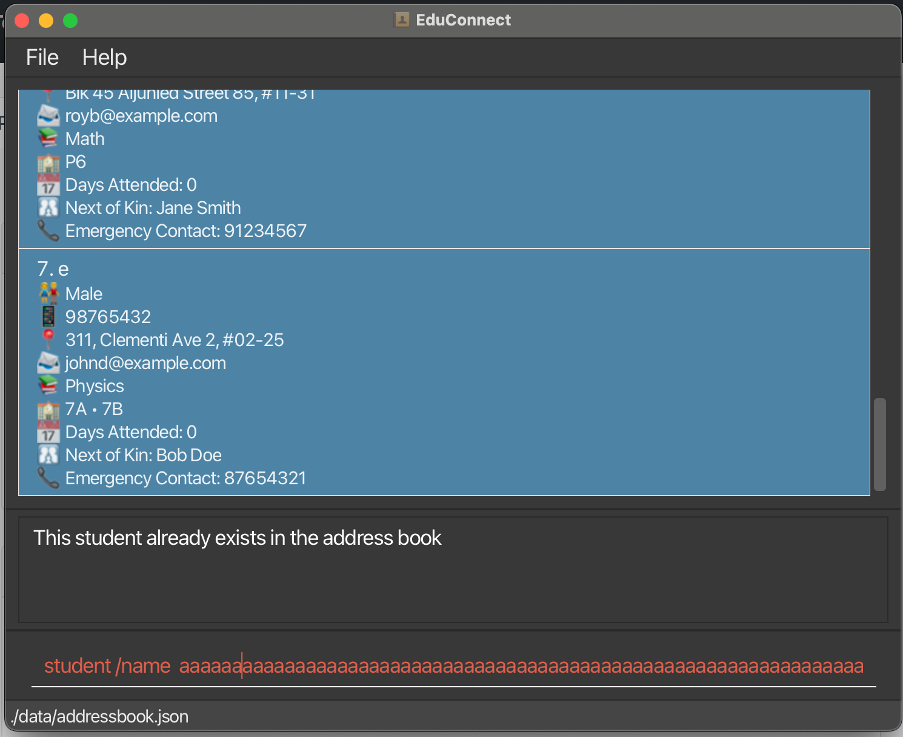 EduConnect
File Help
Blk 45 Aljunied Street 85, #11-31
royb@example.com
Math
P6
17 Days Attended: 0
Next of Kin: Jane Smith
Emergency Contact: 91234567
7. e
Male
98765432
311, Clementi Ave 2, #02-25
johnd@example.com
Physics
7A • 7B
17 Days Attended: 0
Next of Kin: Bob Doe
Emergency Contact: 87654321
This student already exists in the address book
student /name aaaaaaaaaaaaaaaaaaaaaaaaaaaaaaaaaaaaaaaaaaaaaaaaaaaaaaaaaaaaaaaaa
./data/addressbook.json